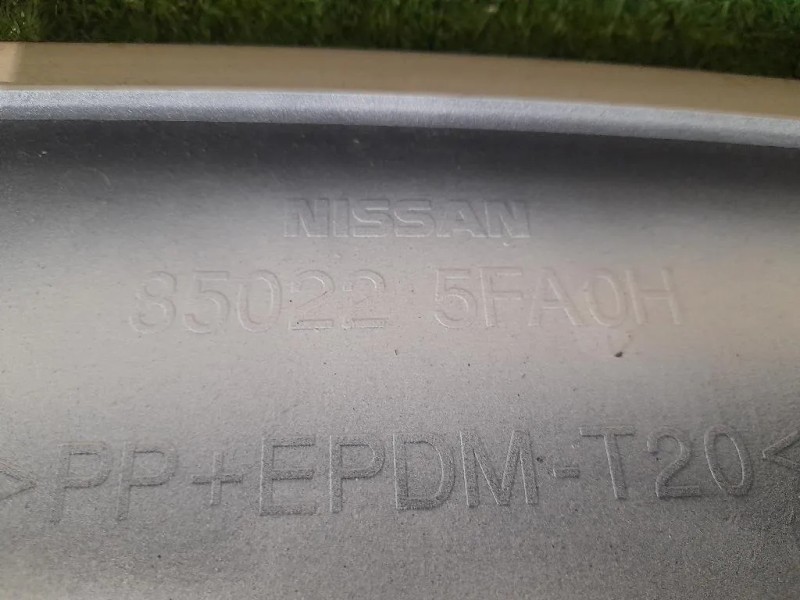 NISSAN
85022 5FA0H
>PP+EPDM-T20<